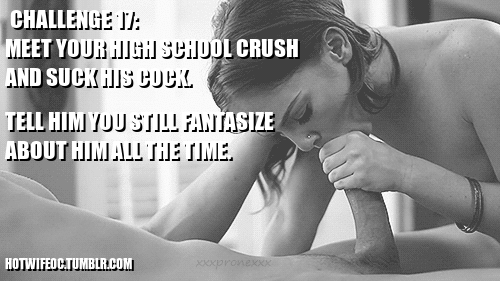 CHALLENGE 17:
MEET YOUR HIGH SCHOOL CRUSH
AND SUCK HIS COCK.
TELL HIM YOU STILL FANTASIZE
ABOUT HIM ALL THE TIME.
HOTWIFEOC.TUMBLR.COM